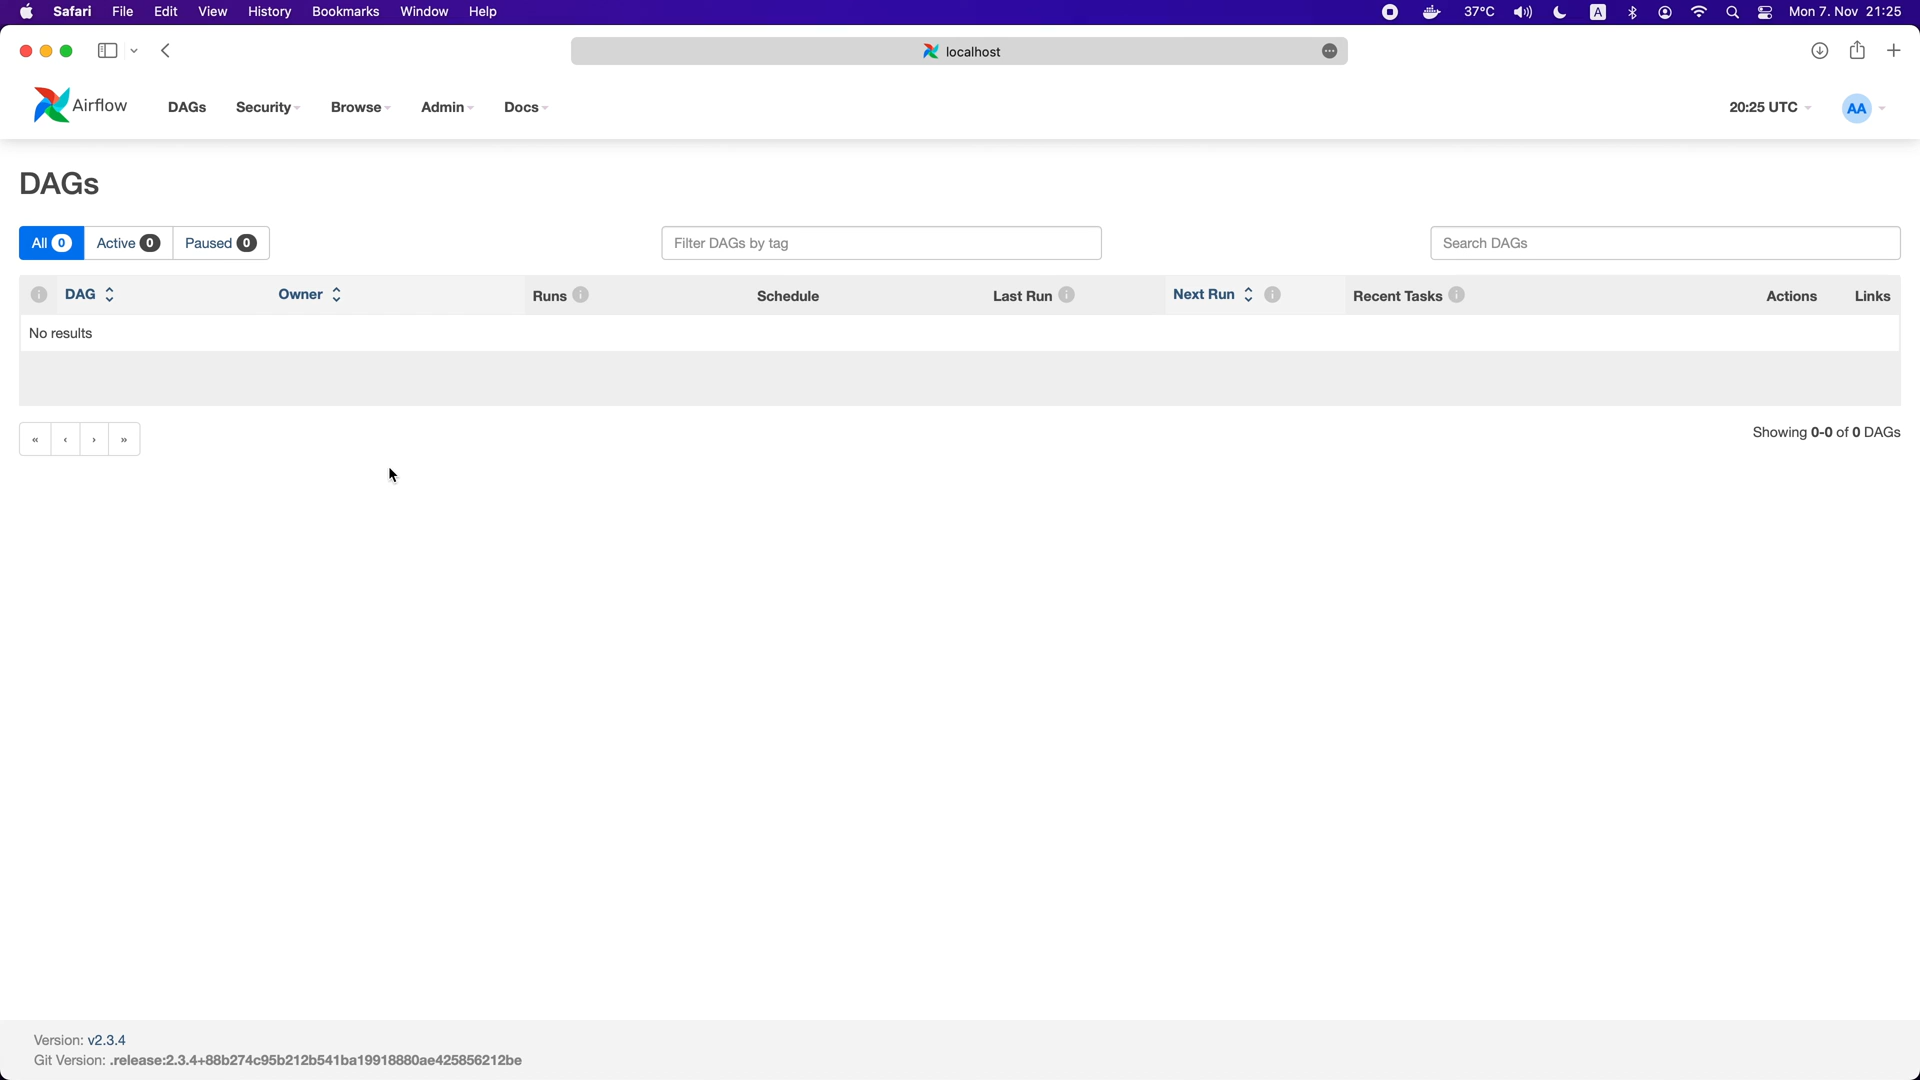 Safari File Edit View History Bookmarks Window Help 37°C A Mon 7. Nov 21:25
localhost
Airflow DAGs Security Browse Admin Docs 20:25 UTC AA
DAGs
All 0 Active 0 Paused 0 Filter DAGs by tag Search DAGs
DAG Owner Runs Schedule Last Run Next Run Recent Tasks Actions Links
No results
« ‹ › » Showing 0-0 of 0 DAGs
Version: v2.3.4
Git Version: .release:2.3.4+88b274c95b212b541ba19918880ae425856212be